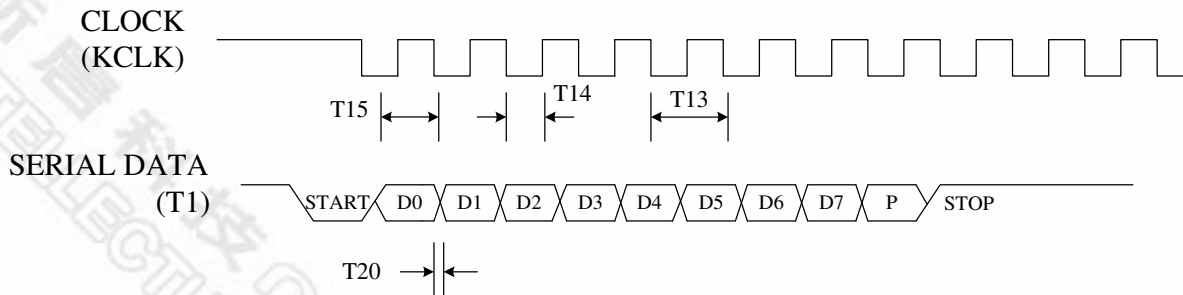 CLOCK
(KCLK)
T15
T14
T13
SERIAL DATA
(T1)
START D0 D1 D2 D3 D4 D5 D6 D7 P STOP
T20